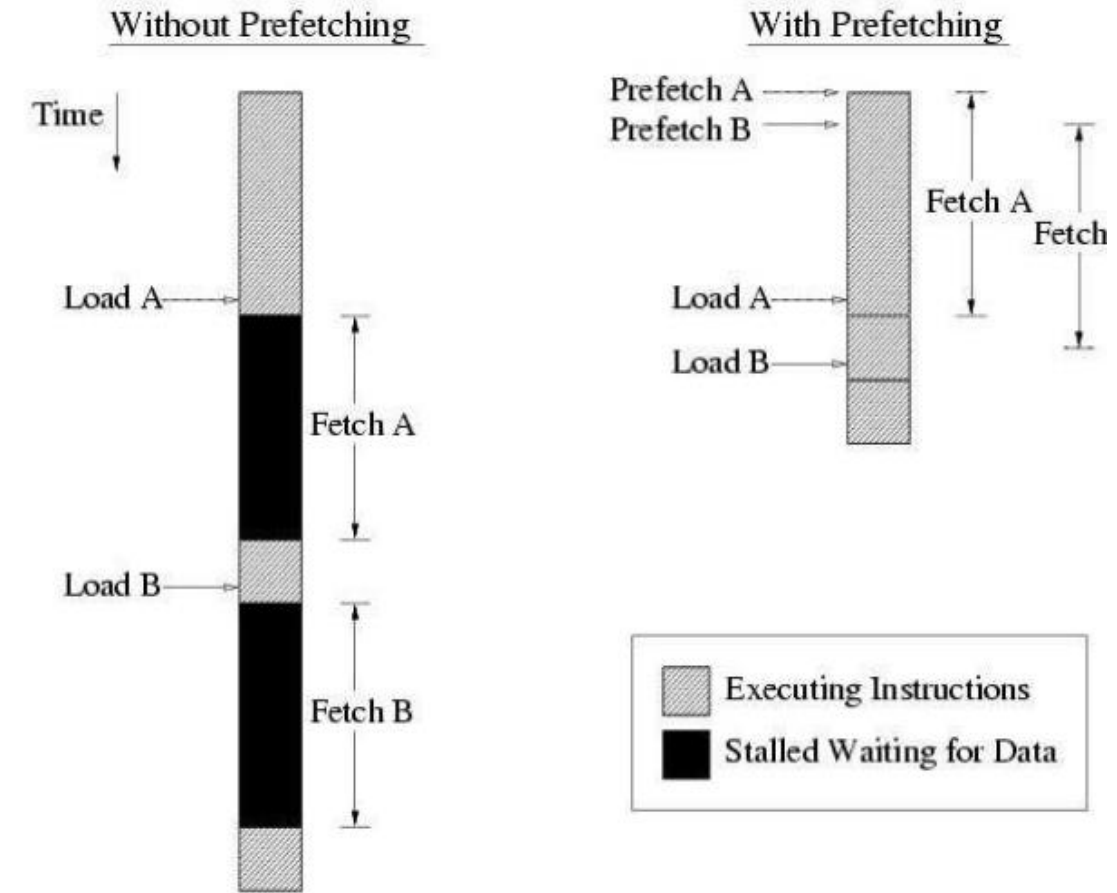 Without Prefetching
Time
Load A
Fetch A
Load B
Fetch B
With Prefetching
Prefetch A
Prefetch B
Fetch A
Fetch
Load A
Load B
Executing Instructions
Stalled Waiting for Data